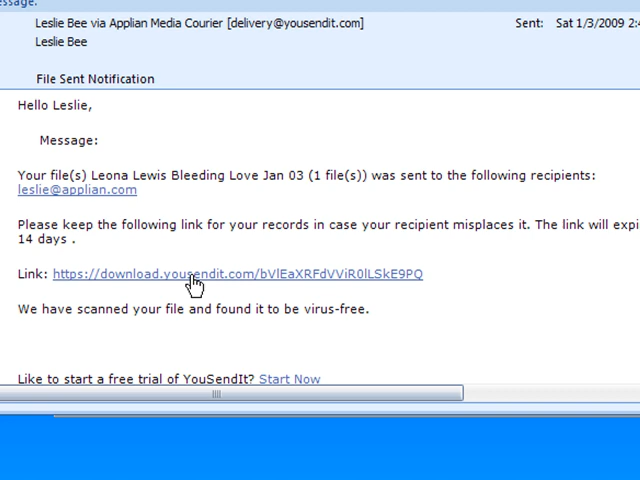 message.
Leslie Bee via Applian Media Courier [delivery@yousendit.com] Sent: Sat 1/3/2009 2:4
Leslie Bee
File Sent Notification
Hello Leslie,
Message:
Your file(s) Leona Lewis Bleeding Love Jan 03 (1 file(s)) was sent to the following recipients:
leslie@applian.com
Please keep the following link for your records in case your recipient misplaces it. The link will expi
14 days .
Link: https://download.yousendit.com/bVlEaXRFdVViR0lLSkE9PQ
We have scanned your file and found it to be virus-free.
Like to start a free trial of YouSendIt? Start Now